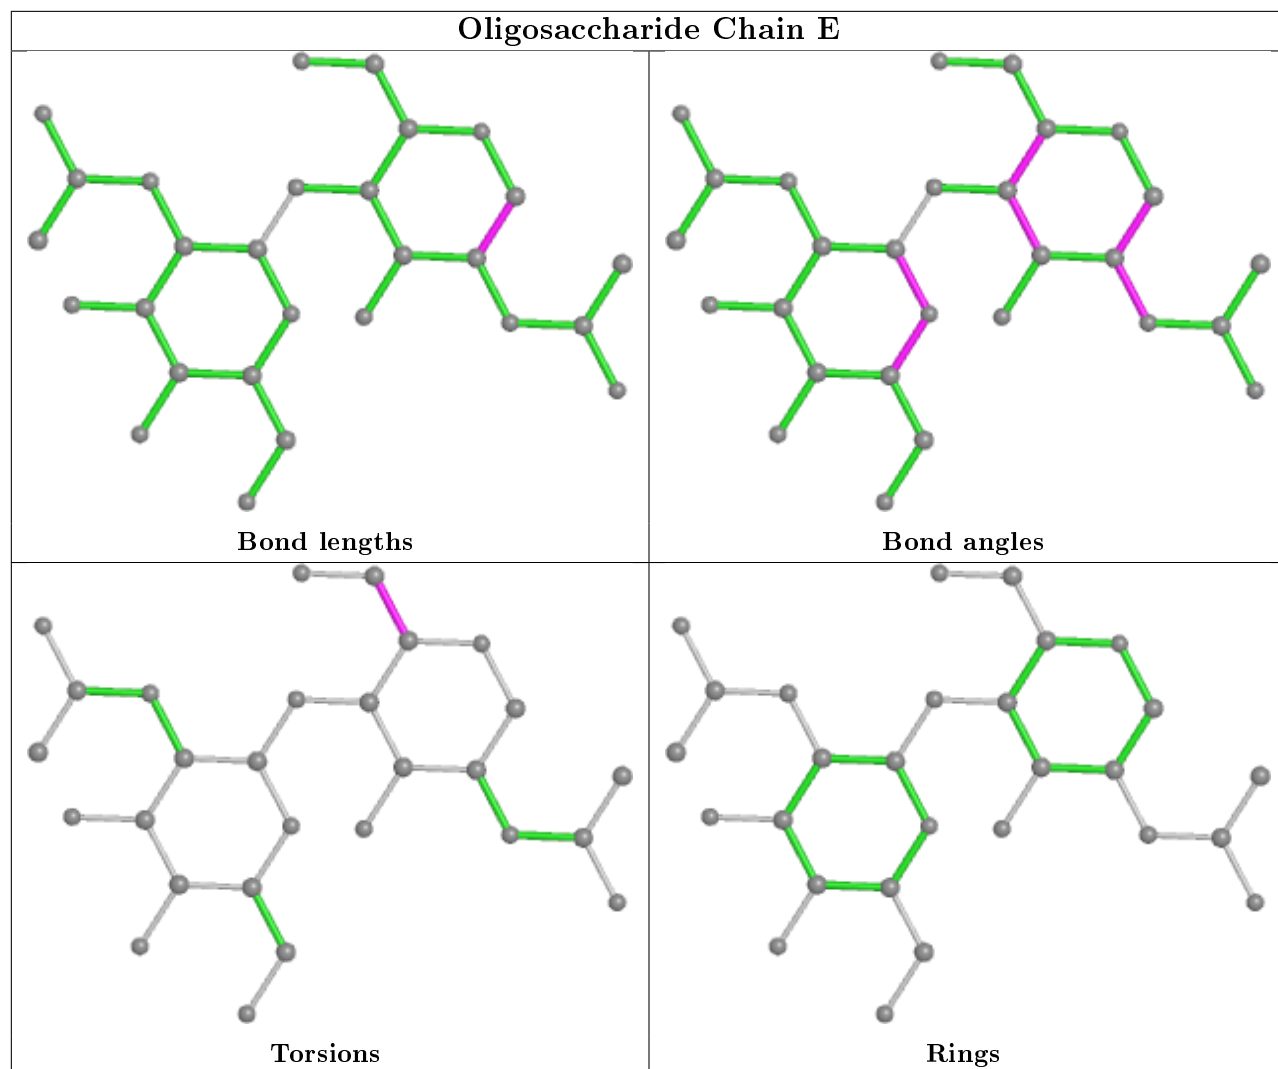 Oligosaccharide Chain E
Bond lengths
Bond angles
Torsions
Rings